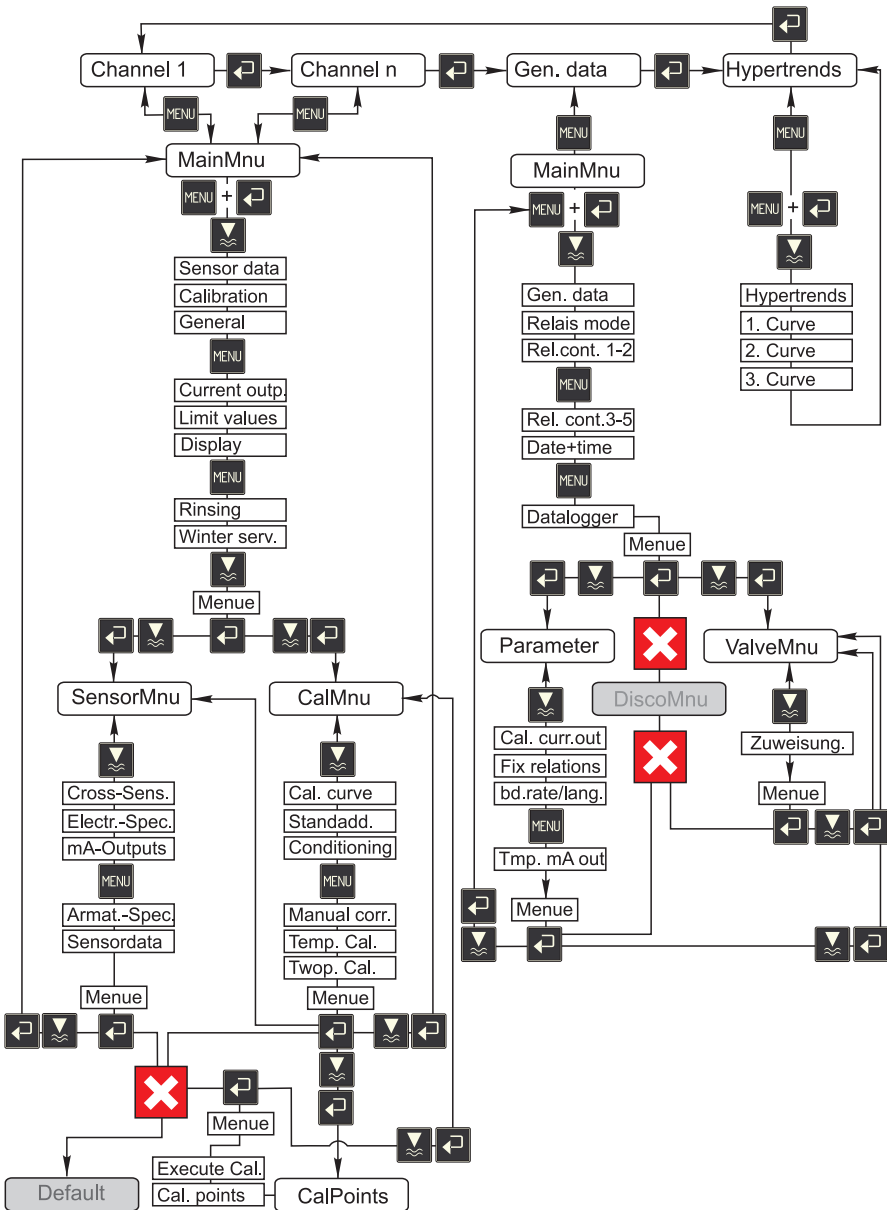 Channel 1
Channel n
Gen. data
Hypertrends
MENU
MENU
MENU
MENU
MainMnu
MENU +
Sensor data
Calibration
General
MENU
Current outp.
Limit values
Display
MENU
Rinsing
Winter serv.
Menue
SensorMnu
Cross-Sens.
Electr.-Spec.
mA-Outputs
MENU
Armat.-Spec.
Sensordata
Menue
CalMnu
Cal. curve
Standadd.
Conditioning
MENU
Manual corr.
Temp. Cal.
Twop. Cal.
Menue
Menue
Execute Cal.
Cal. points
CalPoints
Default
MainMnu
MENU +
Gen. data
Relais mode
Rel.cont. 1-2
MENU
Rel. cont.3-5
Date+time
MENU
Datalogger
Menue
Parameter
Cal. curr.out
Fix relations
bd.rate/lang.
MENU
Tmp. mA out
Menue
DiscoMnu
ValveMnu
Zuweisung.
Menue
MENU +
Hypertrends
1. Curve
2. Curve
3. Curve